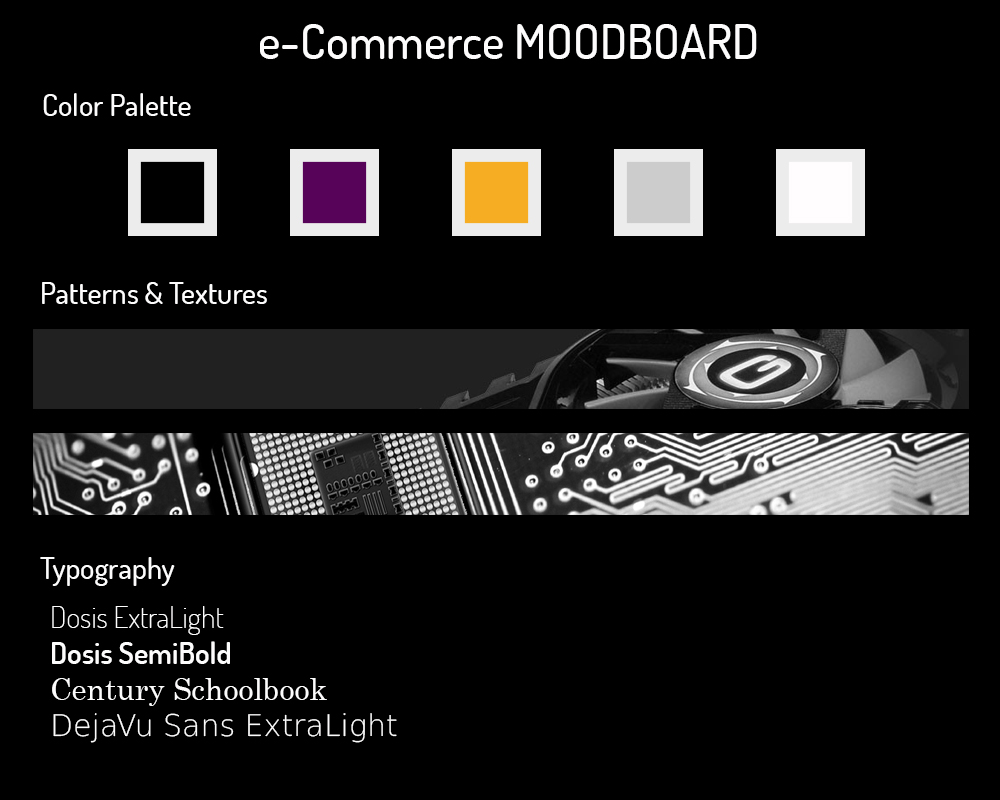 e-Commerce MOODBOARD
Color Palette
Patterns & Textures
G
Typography
Dosis ExtraLight
Dosis SemiBold
Century Schoolbook
DejaVu Sans ExtraLight